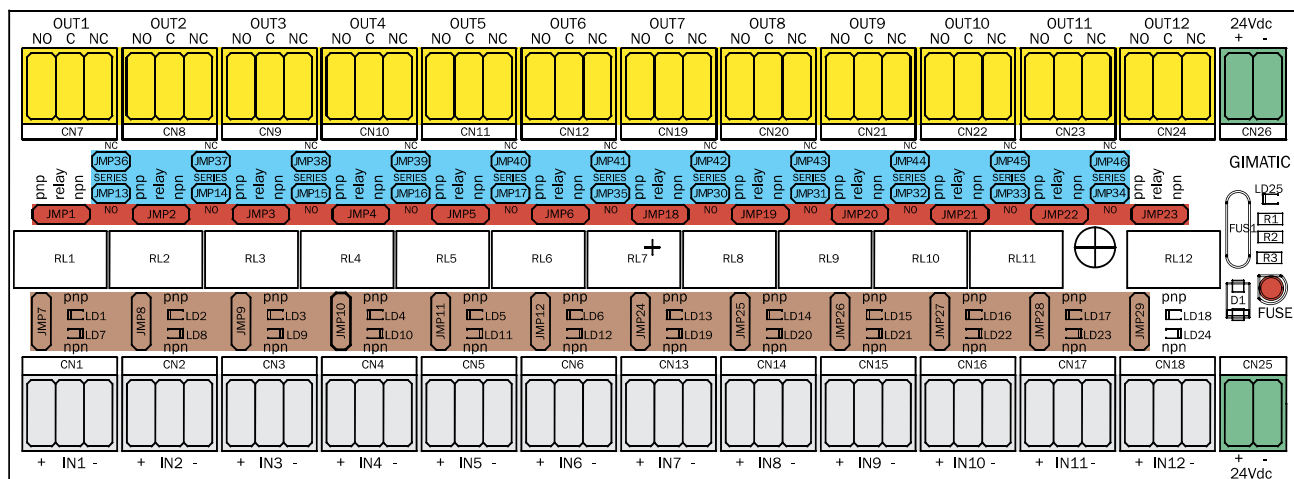 OUT1 OUT2 OUT3 OUT4 OUT5 OUT6 OUT7 OUT8 OUT9 OUT10 OUT11 OUT12 24Vdc
NO C NC NO C NC NO C NC NO C NC NO C NC NO C NC NO C NC NO C NC NO C NC NO C NC NO C NC NO C NC + -
CN7 CN8 CN9 CN10 CN11 CN12 CN19 CN20 CN21 CN22 CN23 CN24 CN26
NC NC NC NC NC NC NC NC NC NC NC
JMP36 JMP37 JMP38 JMP39 JMP40 JMP41 JMP42 JMP43 JMP44 JMP45 JMP46 GIMATIC
SERIES SERIES SERIES SERIES SERIES SERIES SERIES SERIES SERIES SERIES SERIES
pnp relay npn pnp relay npn pnp relay npn pnp relay npn pnp relay npn pnp relay npn pnp relay npn pnp relay npn pnp relay npn pnp relay npn pnp relay npn pnp relay npn
JMP13 JMP14 JMP15 JMP16 JMP17 JMP35 JMP30 JMP31 JMP32 JMP33 JMP34 LD25
JMP1 NO JMP2 NO JMP3 NO JMP4 NO JMP5 NO JMP6 NO JMP18 NO JMP19 NO JMP20 NO JMP21 NO JMP22 NO JMP23
R1
FUS1
R2
R3
RL1 RL2 RL3 RL4 RL5 RL6 RL7 RL8 RL9 RL10 RL11 RL12
pnp pnp pnp pnp pnp pnp pnp pnp pnp pnp pnp pnp
JMP7 LD1 JMP8 LD2 JMP9 LD3 JMP10 LD4 JMP11 LD5 JMP12 LD6 JMP24 LD13 JMP25 LD14 JMP26 LD15 JMP27 LD16 JMP28 LD17 JMP29 LD18 D1 FUSE
LD7 LD8 LD9 LD10 LD11 LD12 LD19 LD20 LD21 LD22 LD23 LD24
npn npn npn npn npn npn npn npn npn npn npn npn
CN1 CN2 CN3 CN4 CN5 CN6 CN13 CN14 CN15 CN16 CN17 CN18 CN25
+ IN1 - + IN2 - + IN3 - + IN4 - + IN5 - + IN6 - + IN7 - + IN8 - + IN9 - + IN10 - + IN11 - + IN12 - + -
24Vdc